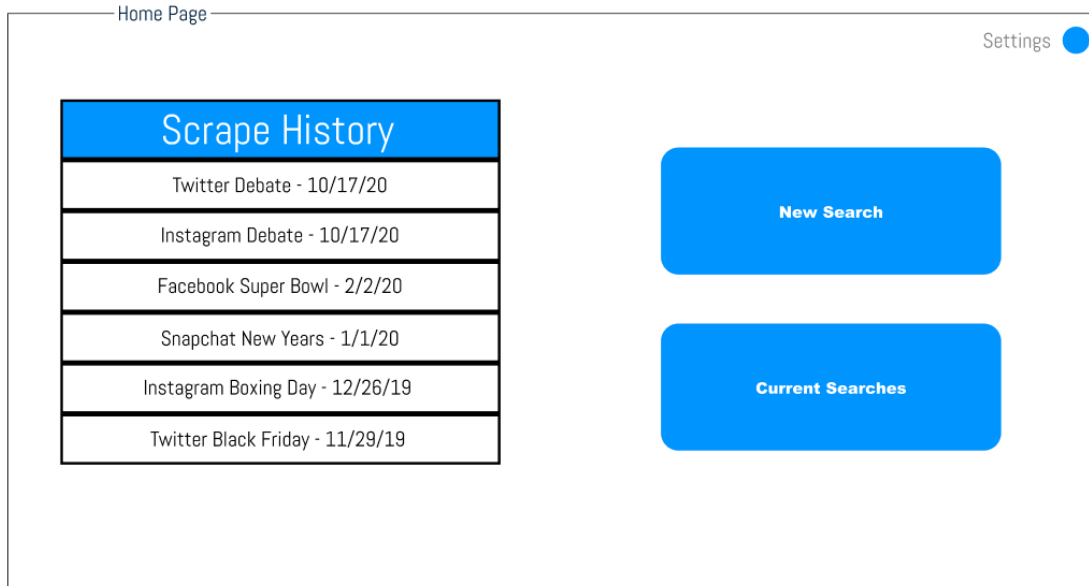 Home Page
Settings
Scrape History
Twitter Debate - 10/17/20
Instagram Debate - 10/17/20
Facebook Super Bowl - 2/2/20
Snapchat New Years - 1/1/20
Instagram Boxing Day - 12/26/19
Twitter Black Friday - 11/29/19
New Search
Current Searches